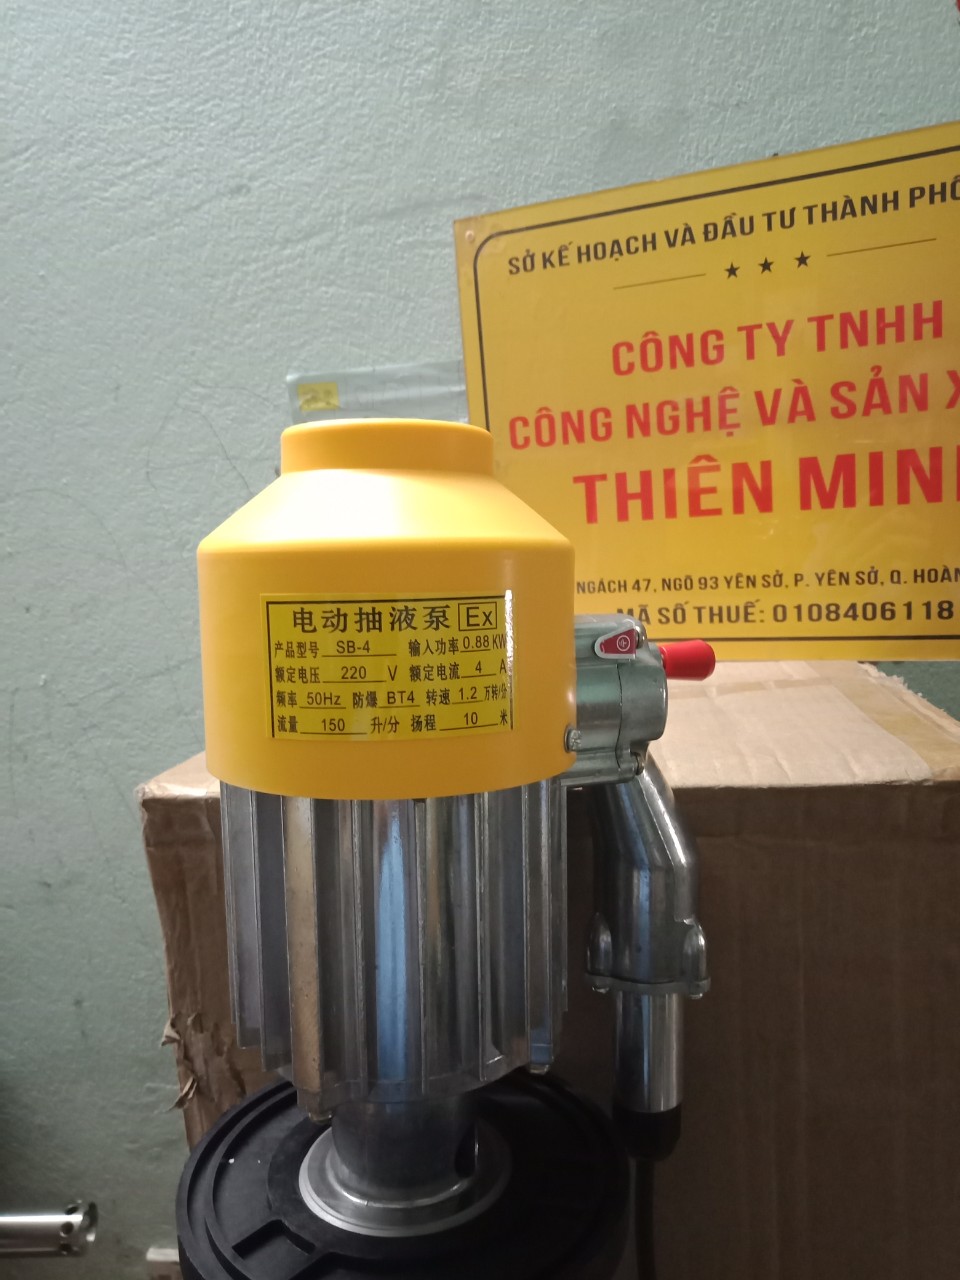 SỞ KẾ HOẠCH VÀ ĐẦU TƯ THÀNH PHỐ
CÔNG TY TNHH
CÔNG NGHỆ VÀ SẢN X
THIÊN MINH
NGÁCH 47, NGÕ 93 YÊN SỞ, P. YÊN SỞ, Q. HOÀN
MÃ SỐ THUẾ: 0108406118
电动抽液泵 Ex
产品型号 SB-4 输入功率 0.88 KW
额定电压 220 V 额定电流 4 A
频率 50Hz 防爆 BT4 转速 1.2 万转/分
流量 150 升/分 扬程 10 米